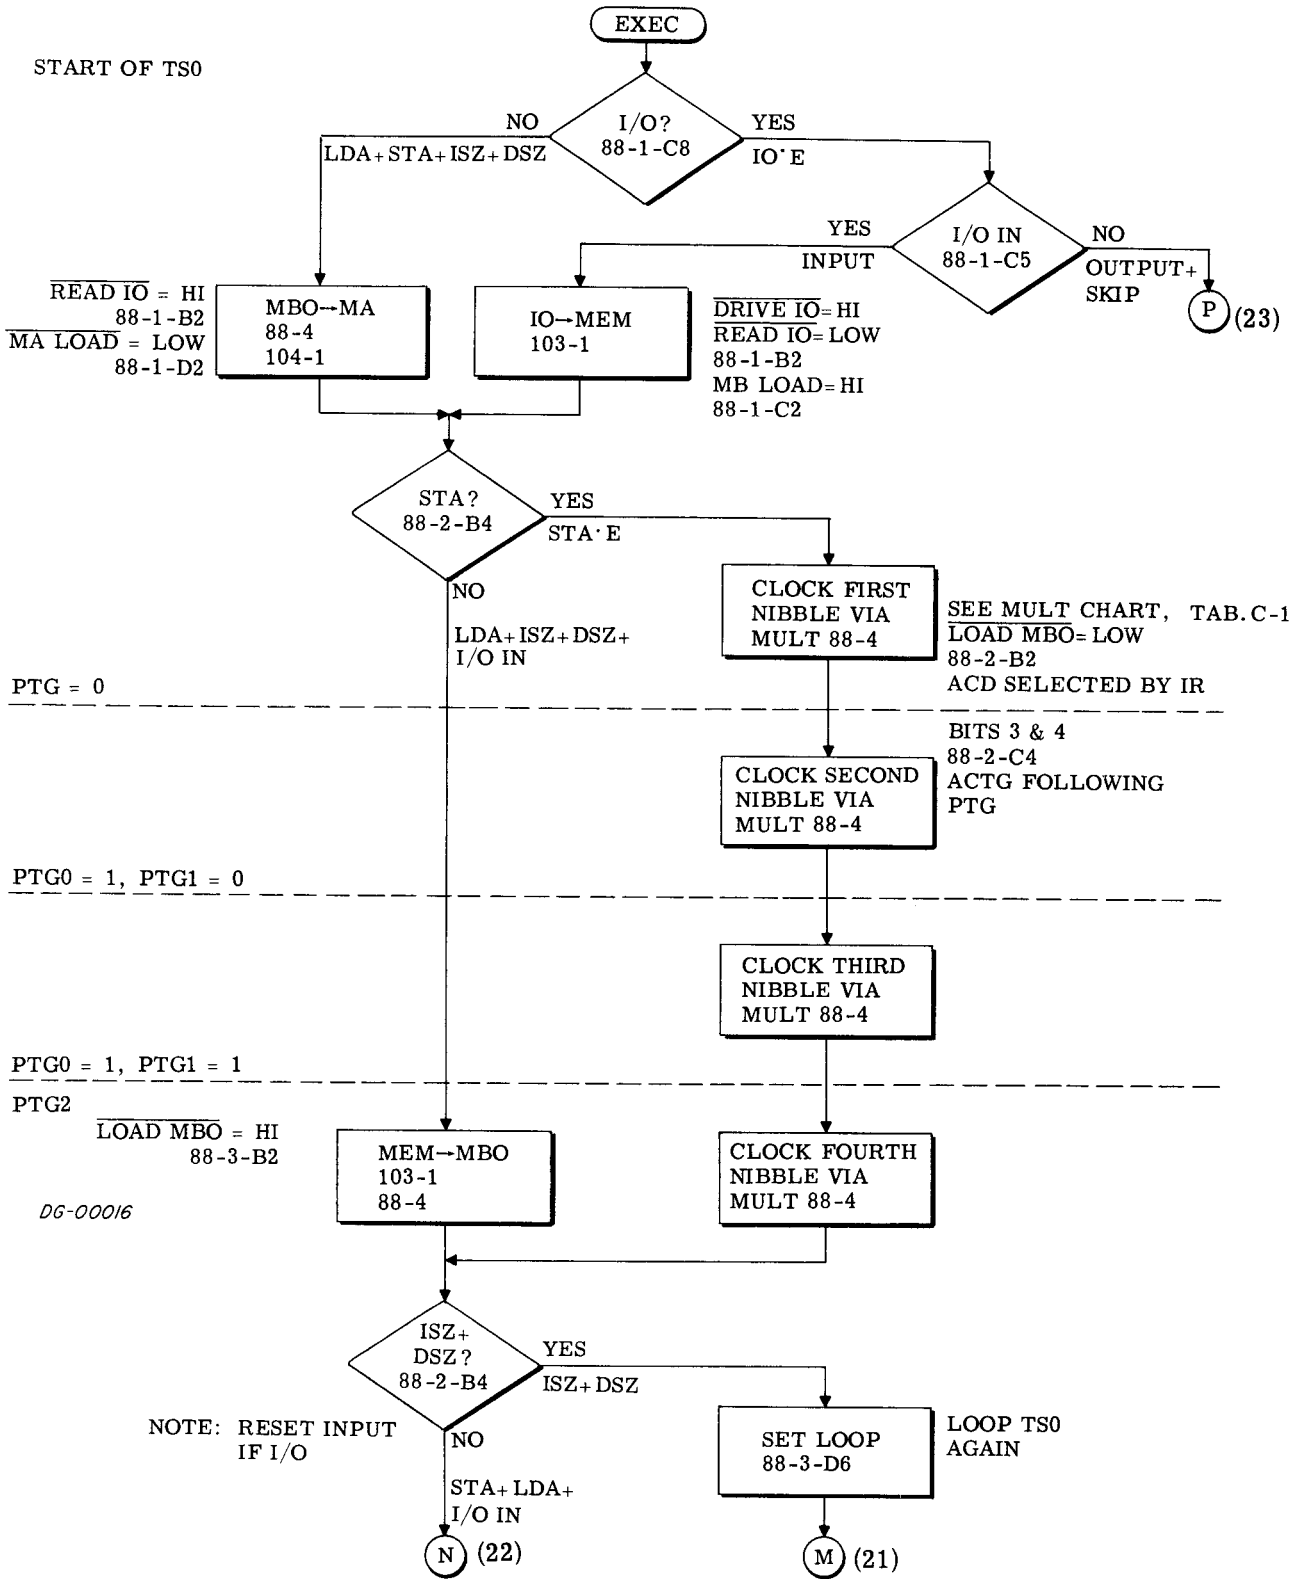 EXEC
START OF TS0
I/O?
88-1-C8
NO
LDA+STA+ISZ+DSZ
YES
IO·E
I/O IN
88-1-C5
YES
INPUT
NO
OUTPUT+
SKIP
P (23)
READ IO = HI
88-1-B2
MA LOAD = LOW
88-1-D2
MBO→MA
88-4
104-1
IO→MEM
103-1
DRIVE IO=HI
READ IO=LOW
88-1-B2
MB LOAD=HI
88-1-C2
STA?
88-2-B4
YES
STA·E
NO
LDA+ISZ+DSZ+
I/O IN
CLOCK FIRST
NIBBLE VIA
MULT 88-4
SEE MULT CHART, TAB.C-1
LOAD MBO=LOW
88-2-B2
ACD SELECTED BY IR
PTG = 0
BITS 3 & 4
88-2-C4
ACTG FOLLOWING
PTG
CLOCK SECOND
NIBBLE VIA
MULT 88-4
PTG0 = 1, PTG1 = 0
CLOCK THIRD
NIBBLE VIA
MULT 88-4
PTG0 = 1, PTG1 = 1
PTG2
LOAD MBO = HI
88-3-B2
MEM→MBO
103-1
88-4
CLOCK FOURTH
NIBBLE VIA
MULT 88-4
DG-00016
ISZ+
DSZ?
88-2-B4
YES
ISZ+DSZ
NOTE: RESET INPUT
IF I/O
NO
STA+LDA+
I/O IN
SET LOOP
88-3-D6
LOOP TS0
AGAIN
N (22)
M (21)